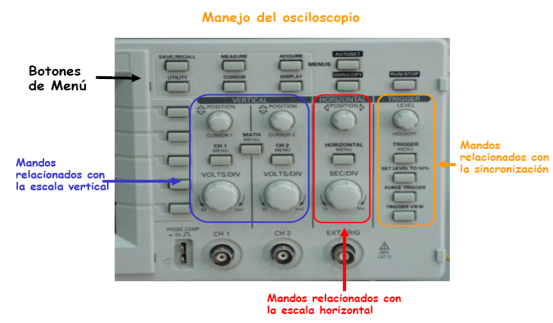 Manejo del osciloscopio
Botones
de Menú
SAVE/RECALL MEASURE ACQUIRE AUTOSET
MENUS
UTILITY CURSOR DISPLAY HARDCOPY RUN/STOP
VERTICAL HORIZONTAL TRIGGER
POSITION POSITION POSITION LEVEL
CURSOR 1 CURSOR 2 HOLDOFF
MATH
MENU
CH 1
MENU
CH 2
MENU
HORIZONTAL
MENU
TRIGGER
MENU
SET LEVEL TO 50%
FORCE TRIGGER
TRIGGER VIEW
VOLTS/DIV VOLTS/DIV SEC/DIV
PROBE COMP
CH 1 CH 2 EXT TRIG
Mandos
relacionados con
la escala vertical
Mandos
relacionados con
la sincronización
Mandos relacionados con
la escala horizontal